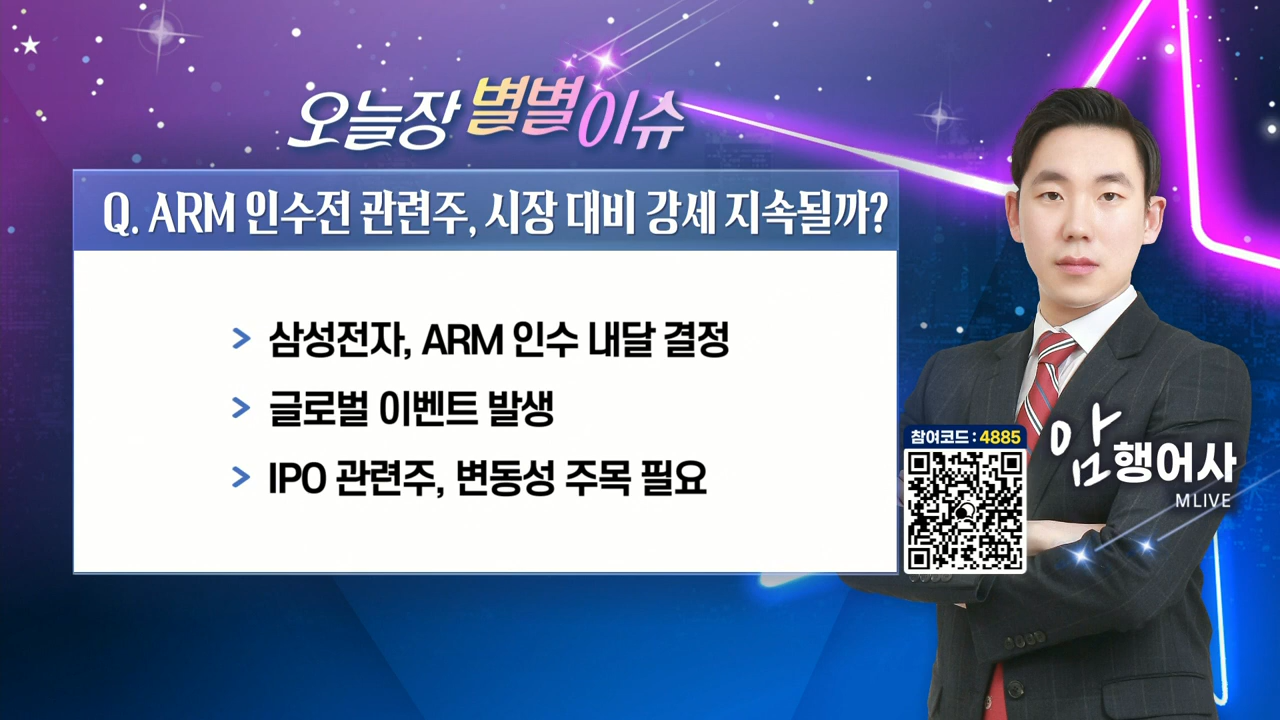 오늘장 별별이슈
Q. ARM 인수전 관련주, 시장 대비 강세 지속될까?
> 삼성전자, ARM 인수 내달 결정
> 글로벌 이벤트 발생
> IPO 관련주, 변동성 주목 필요
참여코드 : 4885
암행어사
MLIVE